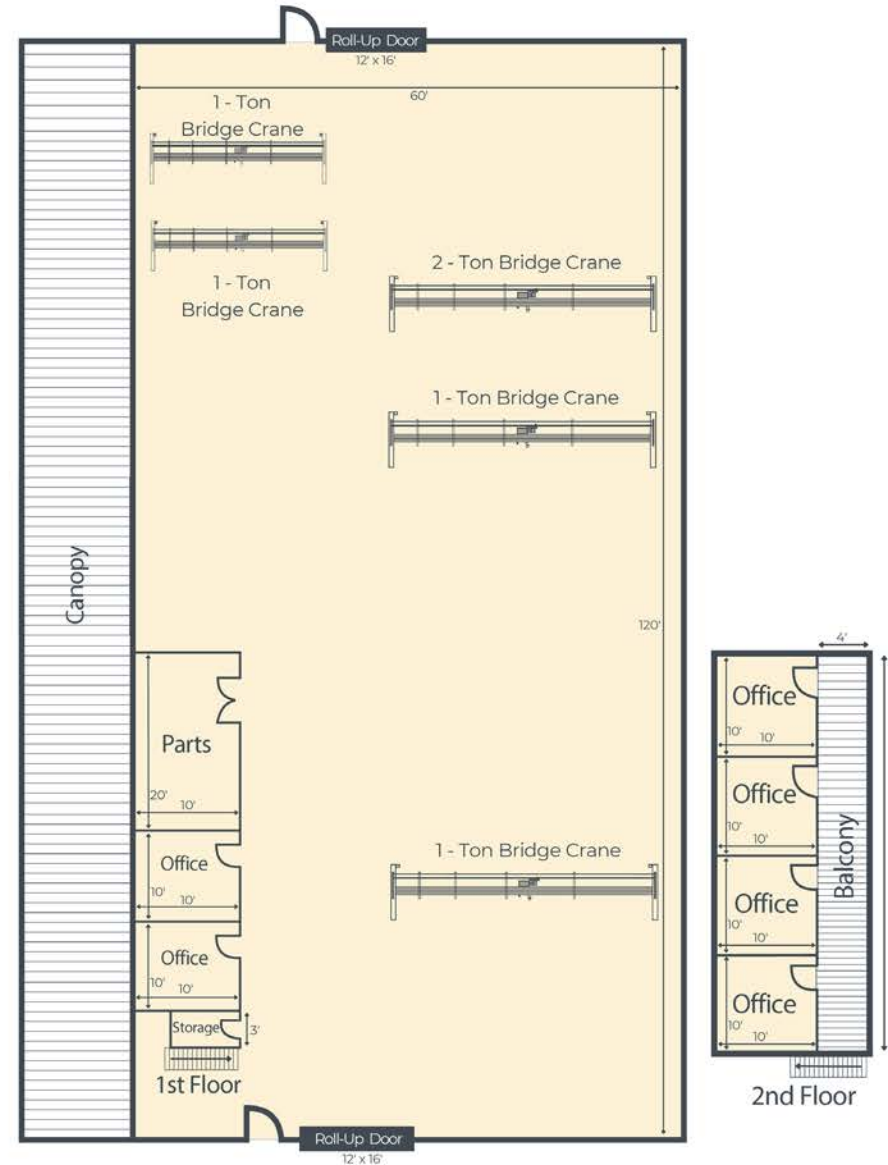 Roll-Up Door
12' x 16'
60'
1 - Ton
Bridge Crane
1 - Ton
Bridge Crane
2 - Ton Bridge Crane
1 - Ton Bridge Crane
Canopy
120'
Parts
20'
10'
Office
10'
10'
Office
10'
10'
Storage
3'
1st Floor
1 - Ton Bridge Crane
Roll-Up Door
12' x 16'
4'
Office
10'
10'
Office
10'
10'
Balcony
Office
10'
10'
Office
10'
10'
2nd Floor